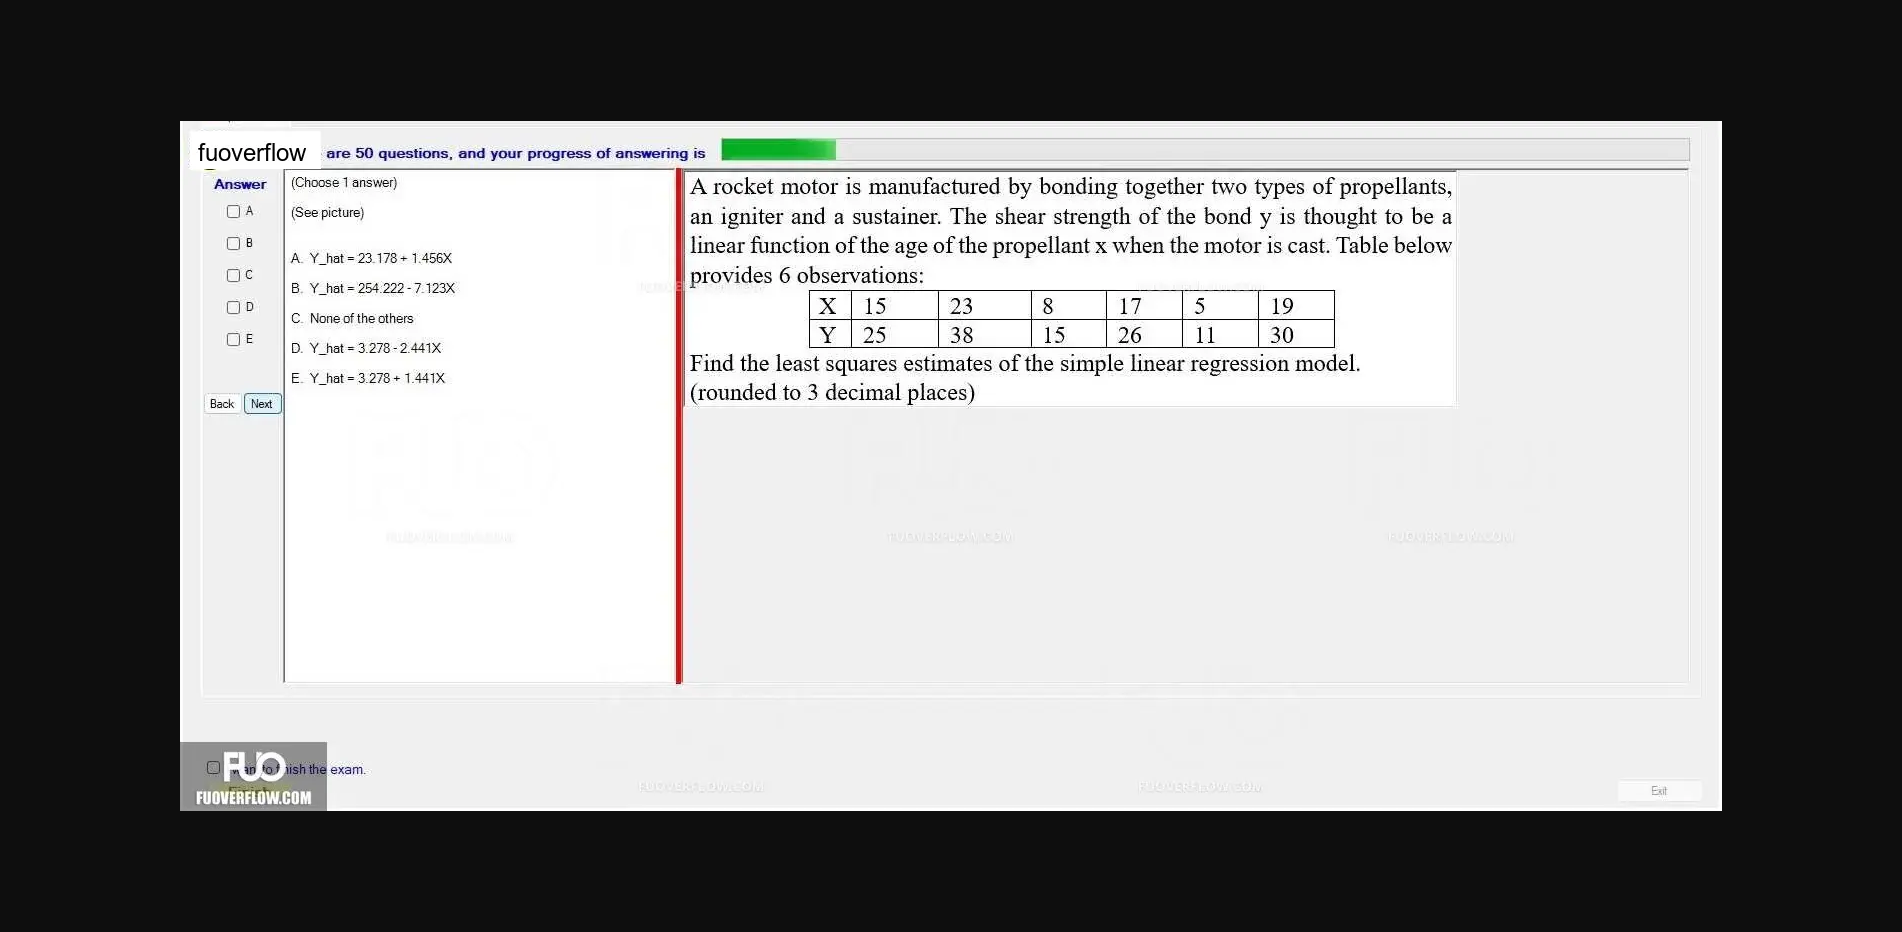 fuoverflow are 50 questions, and your progress of answering is
Answer
A
B
C
D
E
Back Next
(Choose 1 answer)
(See picture)
A. Y_hat = 23.178 + 1.456X
B. Y_hat = 254.222 - 7.123X
C. None of the others
D. Y_hat = 3.278 - 2.441X
E. Y_hat = 3.278 + 1.441X
A rocket motor is manufactured by bonding together two types of propellants,
an igniter and a sustainer. The shear strength of the bond y is thought to be a
linear function of the age of the propellant x when the motor is cast. Table below
provides 6 observations:
X 15 23 8 17 5 19
Y 25 38 15 26 11 30
Find the least squares estimates of the simple linear regression model.
(rounded to 3 decimal places)
FUOVERFLOW.COM FUOVERFLOW.COM FUOVERFLOW.COM
FUO
the exam.
FUOVERFLOW.COM
FUOVERFLOW.COM FUOVERFLOW.COM
Exit